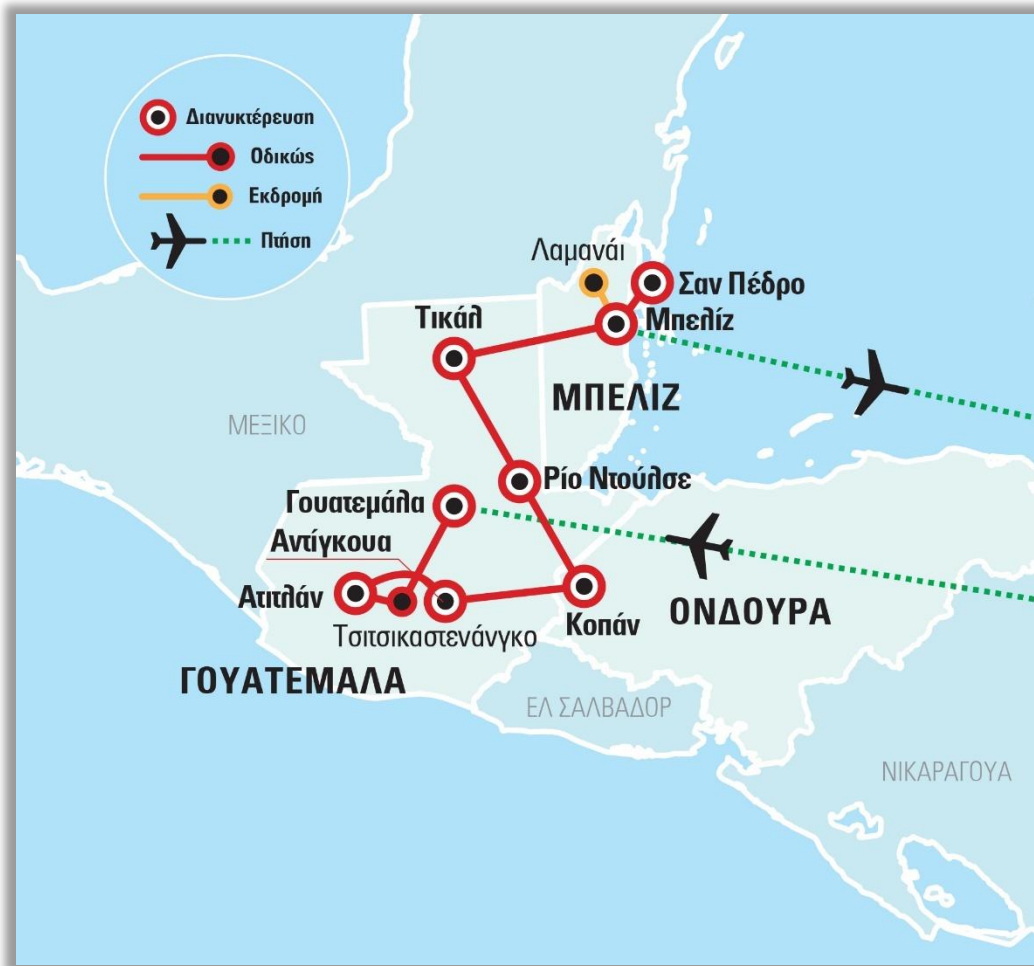 Διανυκτέρευση
Οδικώς
Εκδρομή
Πτήση
Λαμανάι
Σαν Πέδρο
Τικάλ
Μπελίζ
ΜΠΕΛΙΖ
ΜΕΞΙΚΟ
Ρίο Ντούλσε
Γουατεμάλα
Αντίγκουα
Ατιτλάν
Τσιτσικαστενάνγκο
Κοπάν
ΟΝΔΟΥΡΑ
ΓΟΥΑΤΕΜΑΛΑ
ΕΛ ΣΑΛΒΑΔΟΡ
ΝΙΚΑΡΑΓΟΥΑ